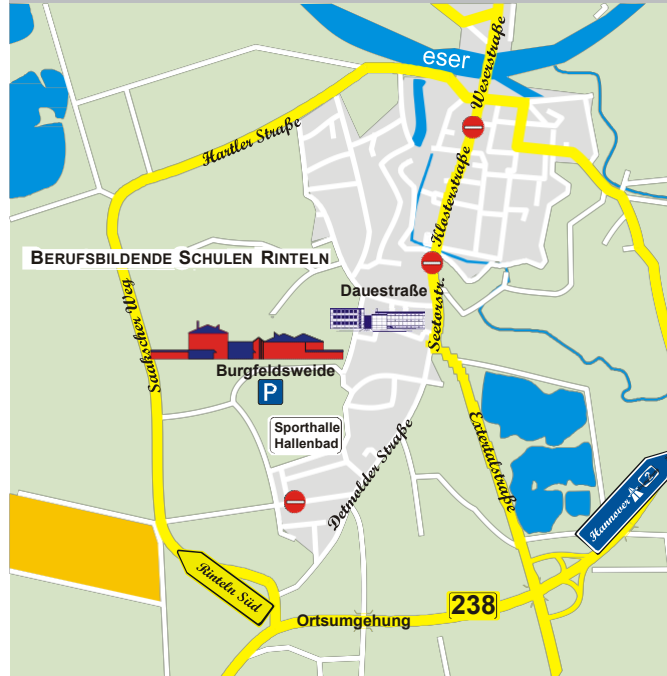 eser
Weserstraße
Hartler Straße
Klosterstraße
BERUFSBILDENDE SCHULEN RINTELN
Dauestraße
Seetorstr.
Saakscher Weg
Burgfeldsweide
P
Sporthalle
Hallenbad
Detmolder Straße
Extertalstraße
Hannover 2
Rinteln Süd
238
Ortsumgehung